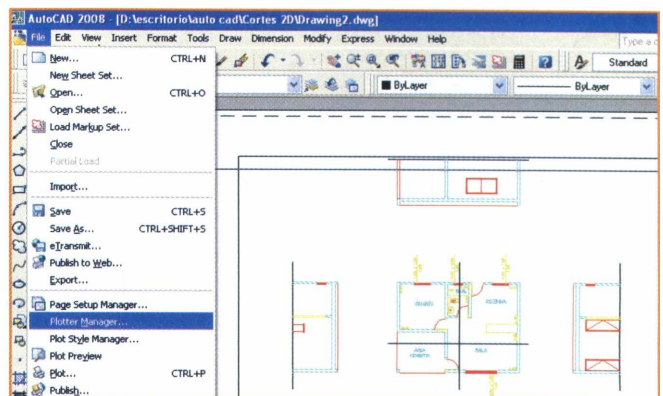 AutoCAD 2008 - [D:\escritorio\auto cad\Cortes 2D\Drawing2.dwg]
File Edit View Insert Format Tools Draw Dimension Modify Express Window Help
Type a
New... CTRL+N
Standard
New Sheet Set...
Open... CTRL+O
ByLayer
ByLayer
Open Sheet Set...
Load Markup Set...
Close
Partial Load
Import...
Save CTRL+S
Save As... CTRL+SHIFT+S
eTransmit...
Publish to Web...
Export...
Page Setup Manager...
Plotter Manager...
Plot Style Manager...
Plot Preview
Plot... CTRL+P
Publish...